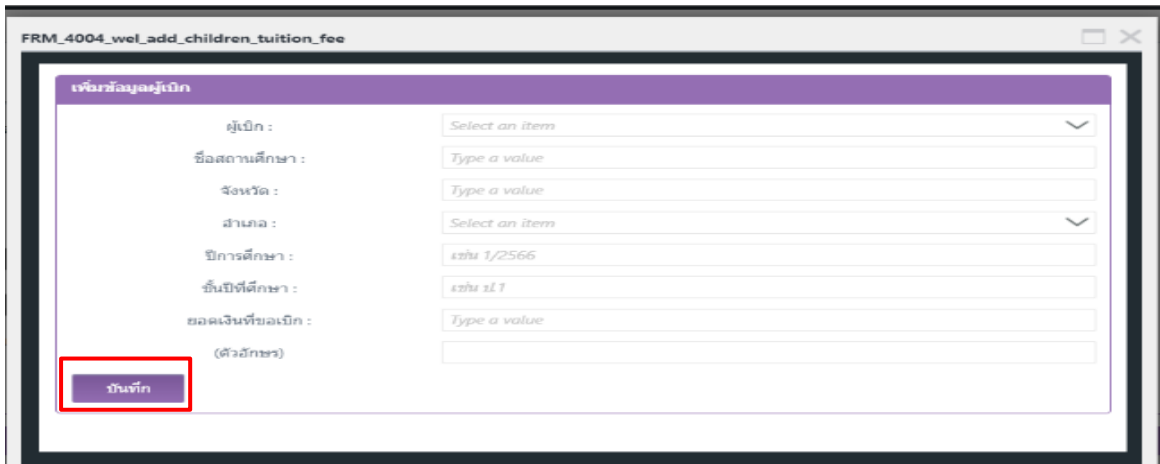 FRM_4004_wel_add_children_tuition_fee
เพิ่มข้อมูลผู้เบิก
ผู้เบิก : Select an item
ชื่อสถานศึกษา : Type a value
จังหวัด : Type a value
อำเภอ : Select an item
ปีการศึกษา : เช่น 1/2566
ชั้นปีที่ศึกษา : เช่น ป.1
ยอดเงินที่ขอเบิก : Type a value
(ตัวอักษร)
บันทึก